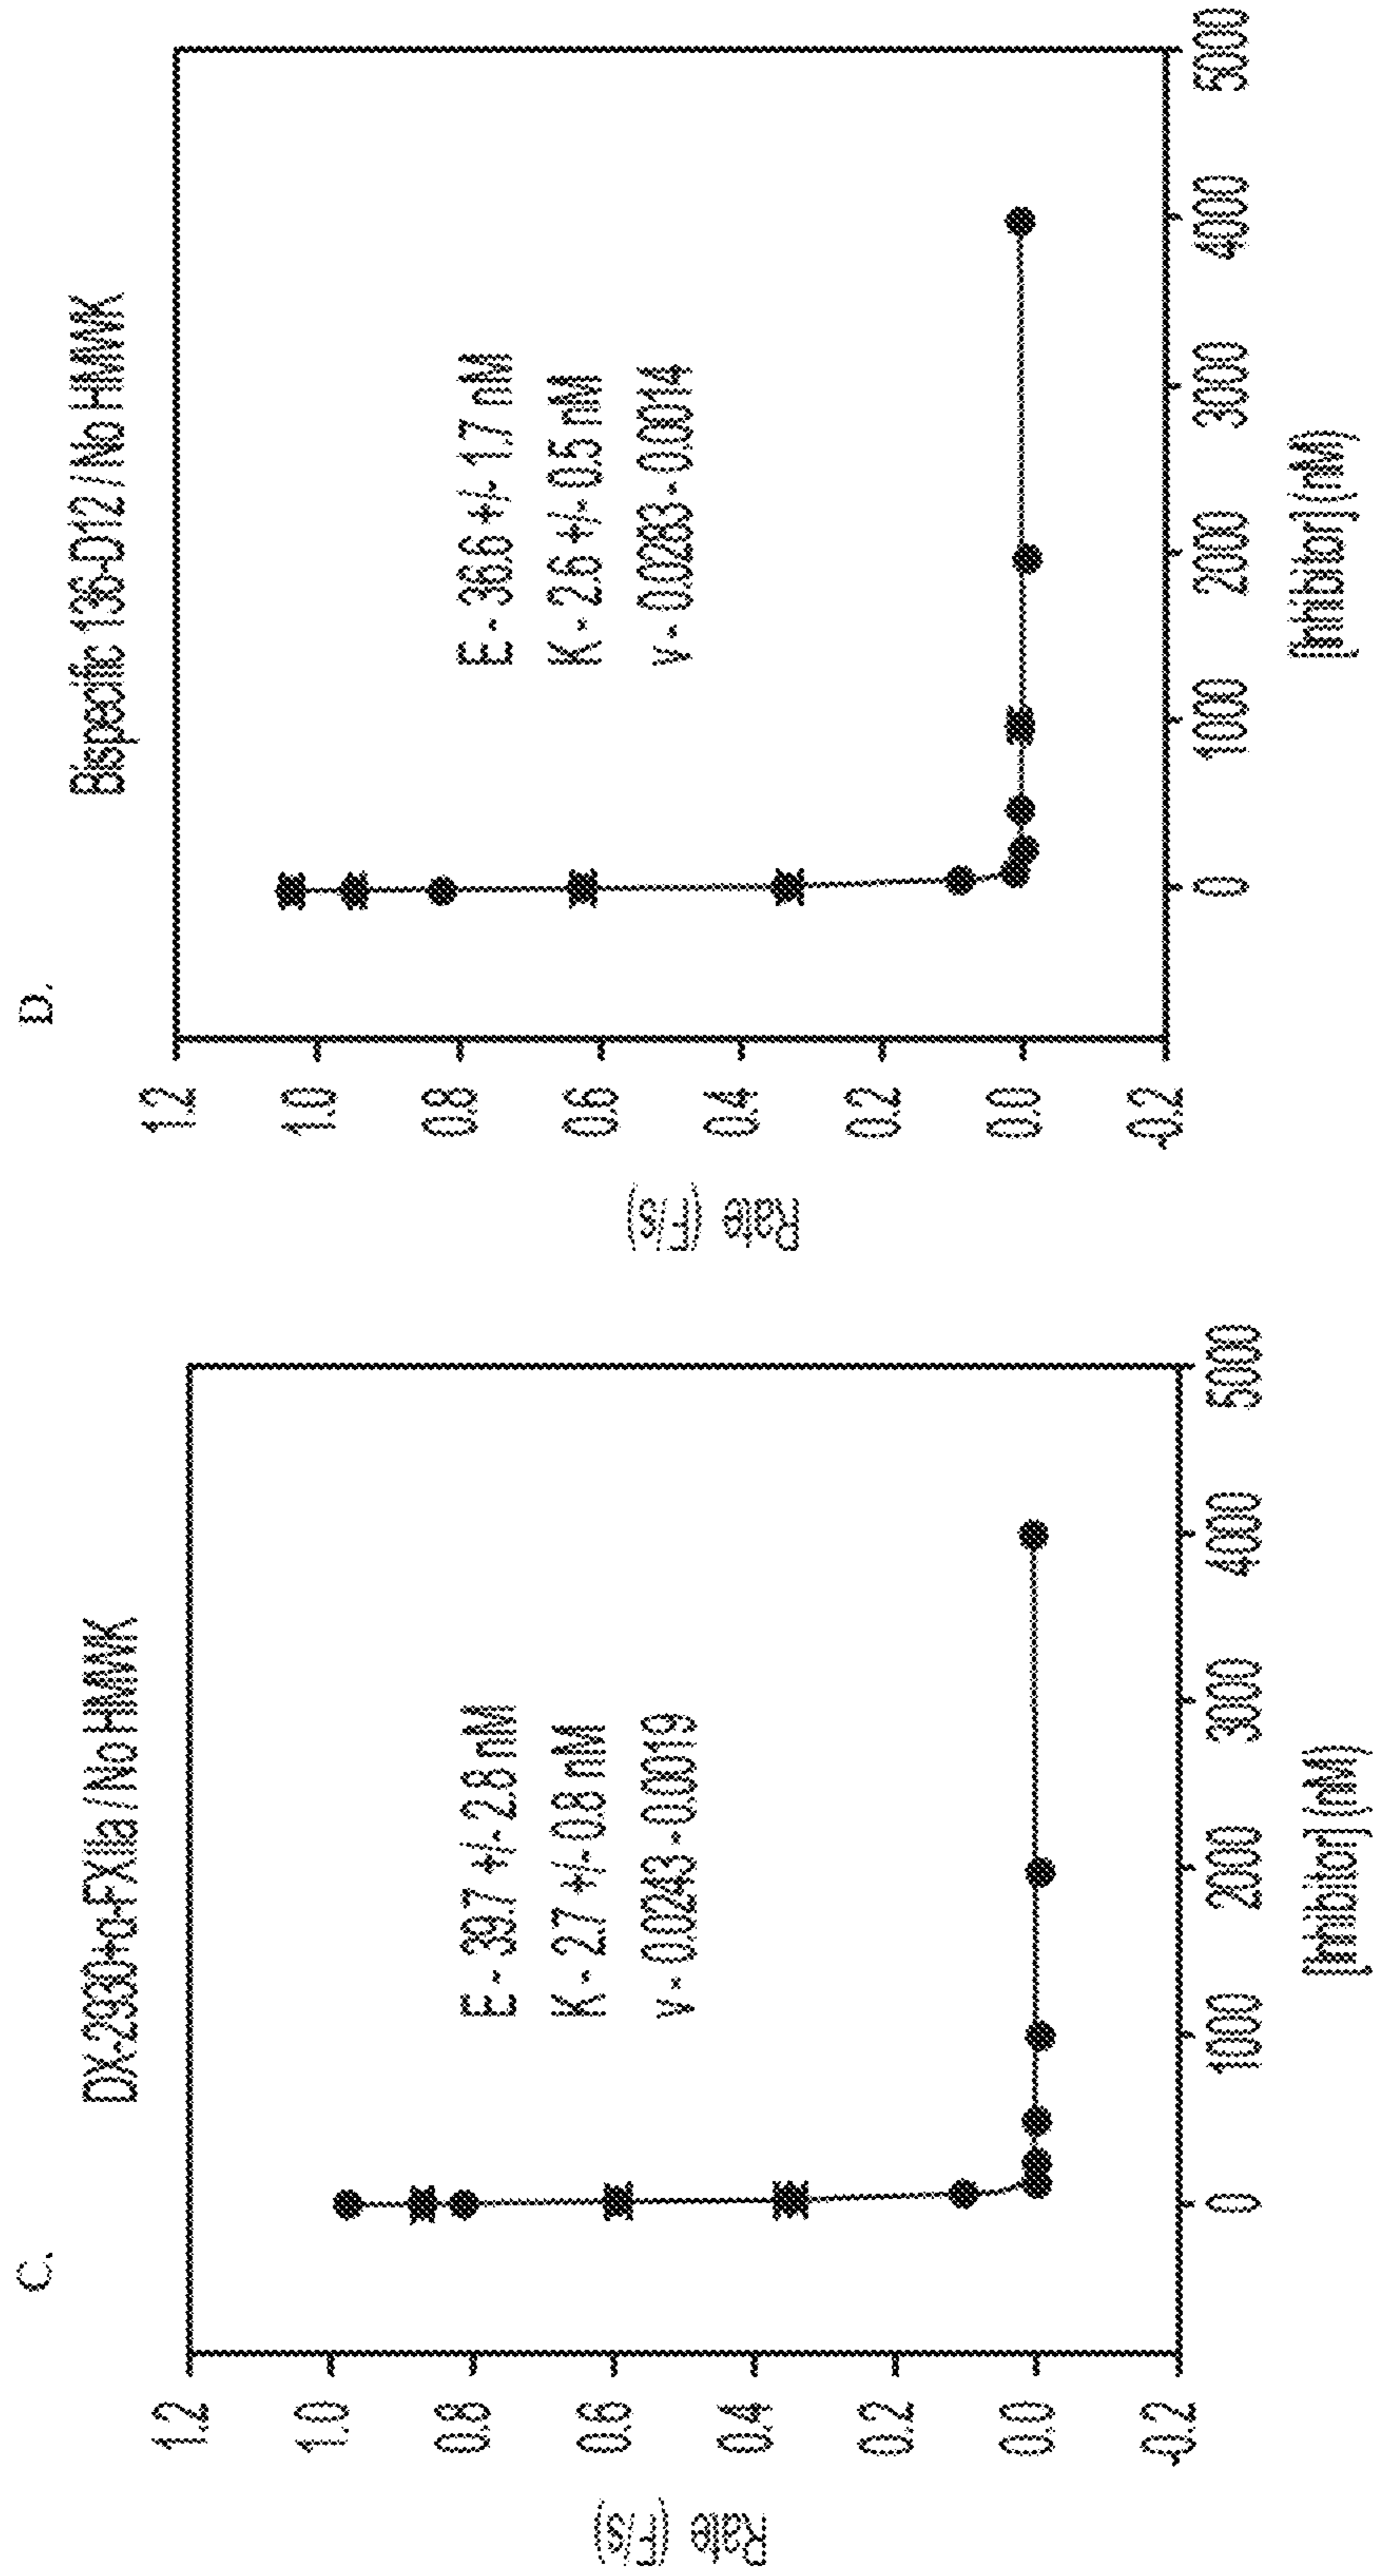 C.
DX-2930+α-FXIIa / No HMWK
Rate (F/s)
1.2
1.0
0.8
0.6
0.4
0.2
0.0
-0.2
E - 39.7 +/- 2.8 nM
K - 2.7 +/- 0.8 nM
v - 0.0243 - 0.0019
0 1000 2000 3000 4000 5000
[Inhibitor] (nM)
D.
Bispecific 136-D12 / No HMWK
Rate (F/s)
1.2
1.0
0.8
0.6
0.4
0.2
0.0
-0.2
E - 36.6 +/- 1.7 nM
K - 2.6 +/- 0.5 nM
v - 0.0283 - 0.0014
0 1000 2000 3000 4000 5000
[Inhibitor] (nM)